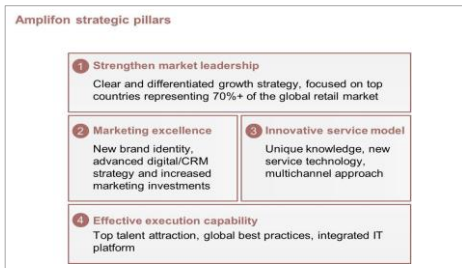 Amplifon strategic pillars
1 Strengthen market leadership
Clear and differentiated growth strategy, focused on top
countries representing 70%+ of the global retail market
2 Marketing excellence
New brand identity,
advanced digital/CRM
strategy and increased
marketing investments
3 Innovative service model
Unique knowledge, new
service technology,
multichannel approach
4 Effective execution capability
Top talent attraction, global best practices, integrated IT
platform